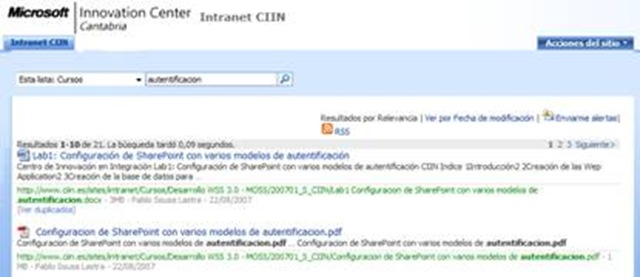 Microsoft Innovation Center Cantabria Intranet CIIN
Intranet CIIN Acciones del sitio
Esta lista: Cursos autentificacion
Resultados por Relevancia | Ver por Fecha de modificación | Enviarme alertas|
RSS
Resultados 1-10 de 21. La búsqueda tardó 0,09 segundos. 1 2 3 Siguiente>
Lab1: Configuración de SharePoint con varios modelos de autentificación
Centro de Innovación en Integración Lab1: Configuración de SharePoint con varios modelos de autentificación CIIN Indice 1Introducción2 2Creación de las Wep
Application2 3Creación de la base de datos para ...
http://www.ciin.es/sites/intranet/Cursos/Desarrollo WSS 3.0 - MOSS/200701_S_CIIN/Lab1 Configuracion de SharePoint con varios modelos de
autentificacion.docx - 3MB - Pablo Sousa Lastra - 22/08/2007
(Ver duplicados)
Configuracion de SharePoint con varios modelos de autentificacion.pdf
Configuracion de SharePoint con varios modelos de autentificacion.pdf ... Configuracion de SharePoint con varios modelos de autentificacion.pdf
http://www.ciin.es/sites/intranet/Cursos/Desarrollo WSS 3.0 - MOSS/200701_S_CIIN/Configuracion de SharePoint con varios modelos de autentificacion.pdf - 1
MB - Pablo Sousa Lastra - 22/08/2007